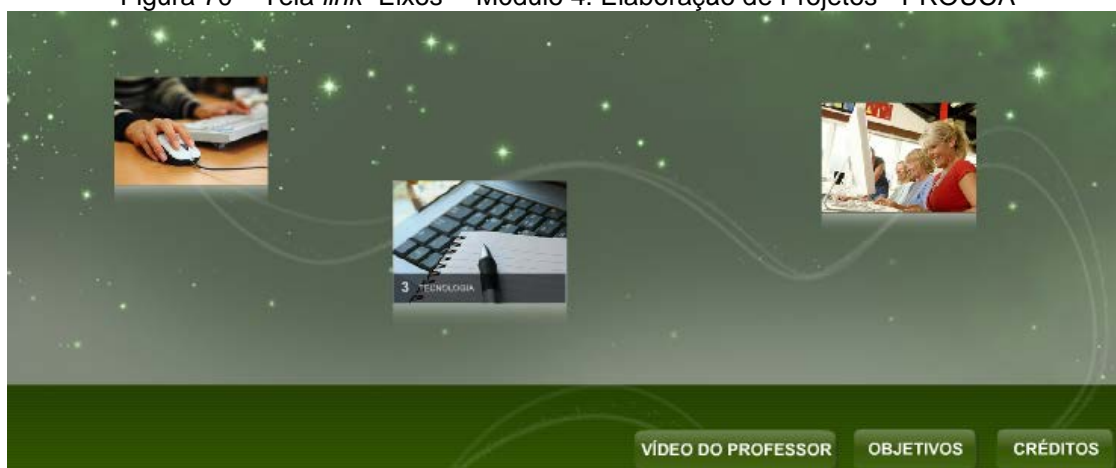 Figura 70 – Tela link "Eixos" – Módulo 4: Elaboração de Projetos - PROUCA
3 TECNOLOGIA
VÍDEO DO PROFESSOR
OBJETIVOS
CRÉDITOS